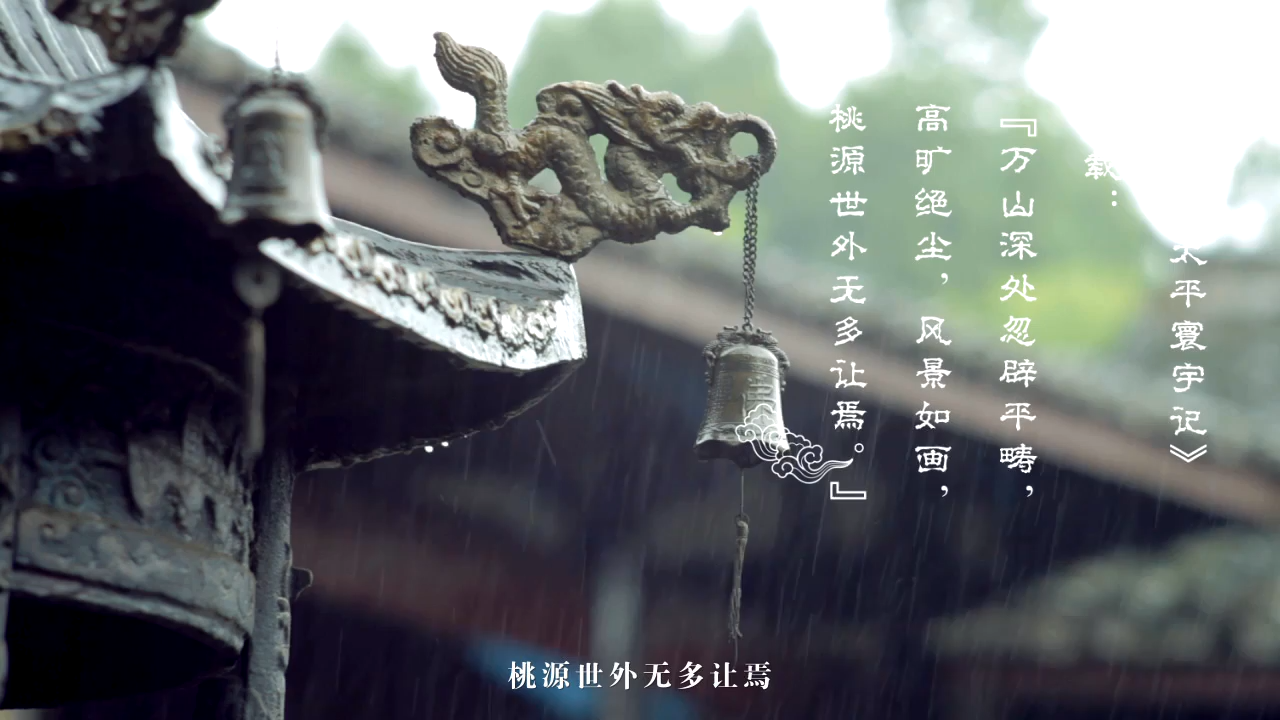 太平寰宇记》
载：
『万山深处忽辟平畴，
高旷绝尘，风景如画，
桃源世外无多让焉。』
桃源世外无多让焉